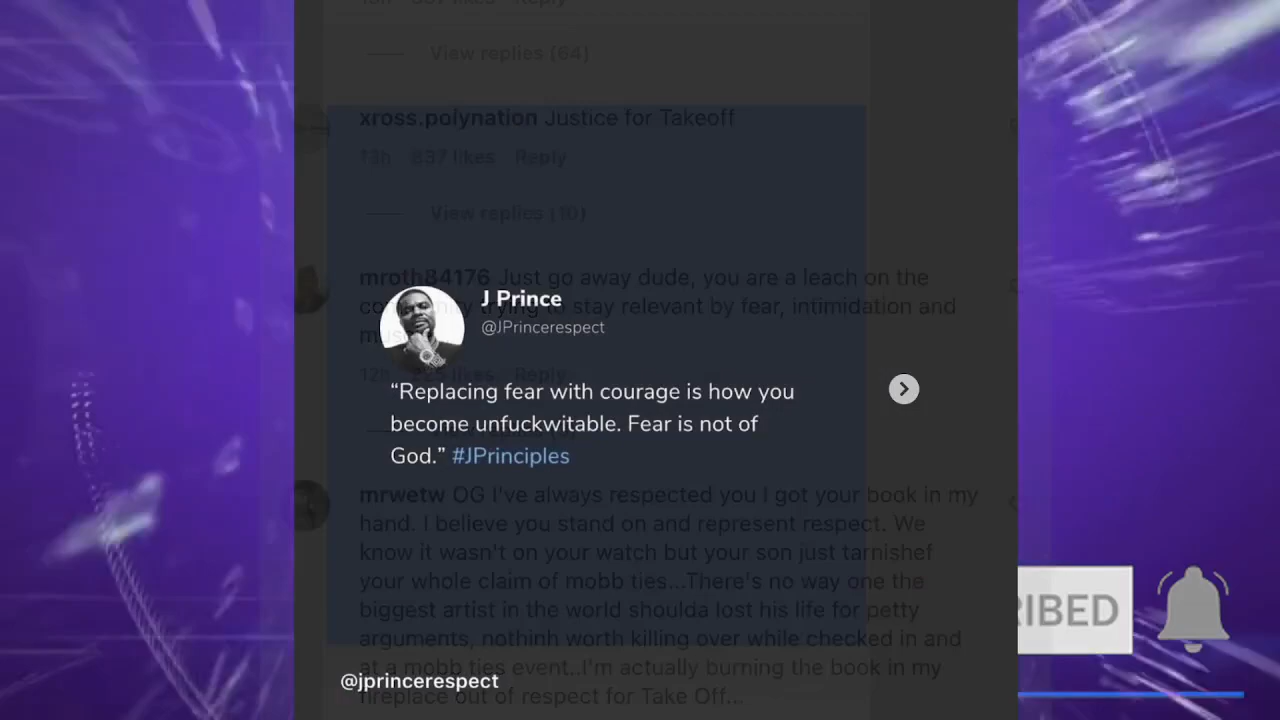 View replies (64)
xross.polynation Justice for Takeoff
13h 837 likes Reply
View replies (10)
mroth84176 Just go away dude, you are a leach on the
trying to stay relevant by fear, intimidation and
J Prince
@JPrincerespect
12h likes Reply
“Replacing fear with courage is how you
become unfuckwitable. Fear is not of
God.” #JPrinciples
mrwetw OG I've always respected you I got your book in my
hand. I believe you stand on and represent respect. We
know it wasn't on your watch but your son just tarnishef
your whole claim of mobb ties...There's no way one the
biggest artist in the world shoulda lost his life for petty
arguments, nothinh worth killing over while checked in and
at a mobb ties event..I'm actually burning the book in my
fireplace out of respect for Take Off...
@jprincerespect
RIBED